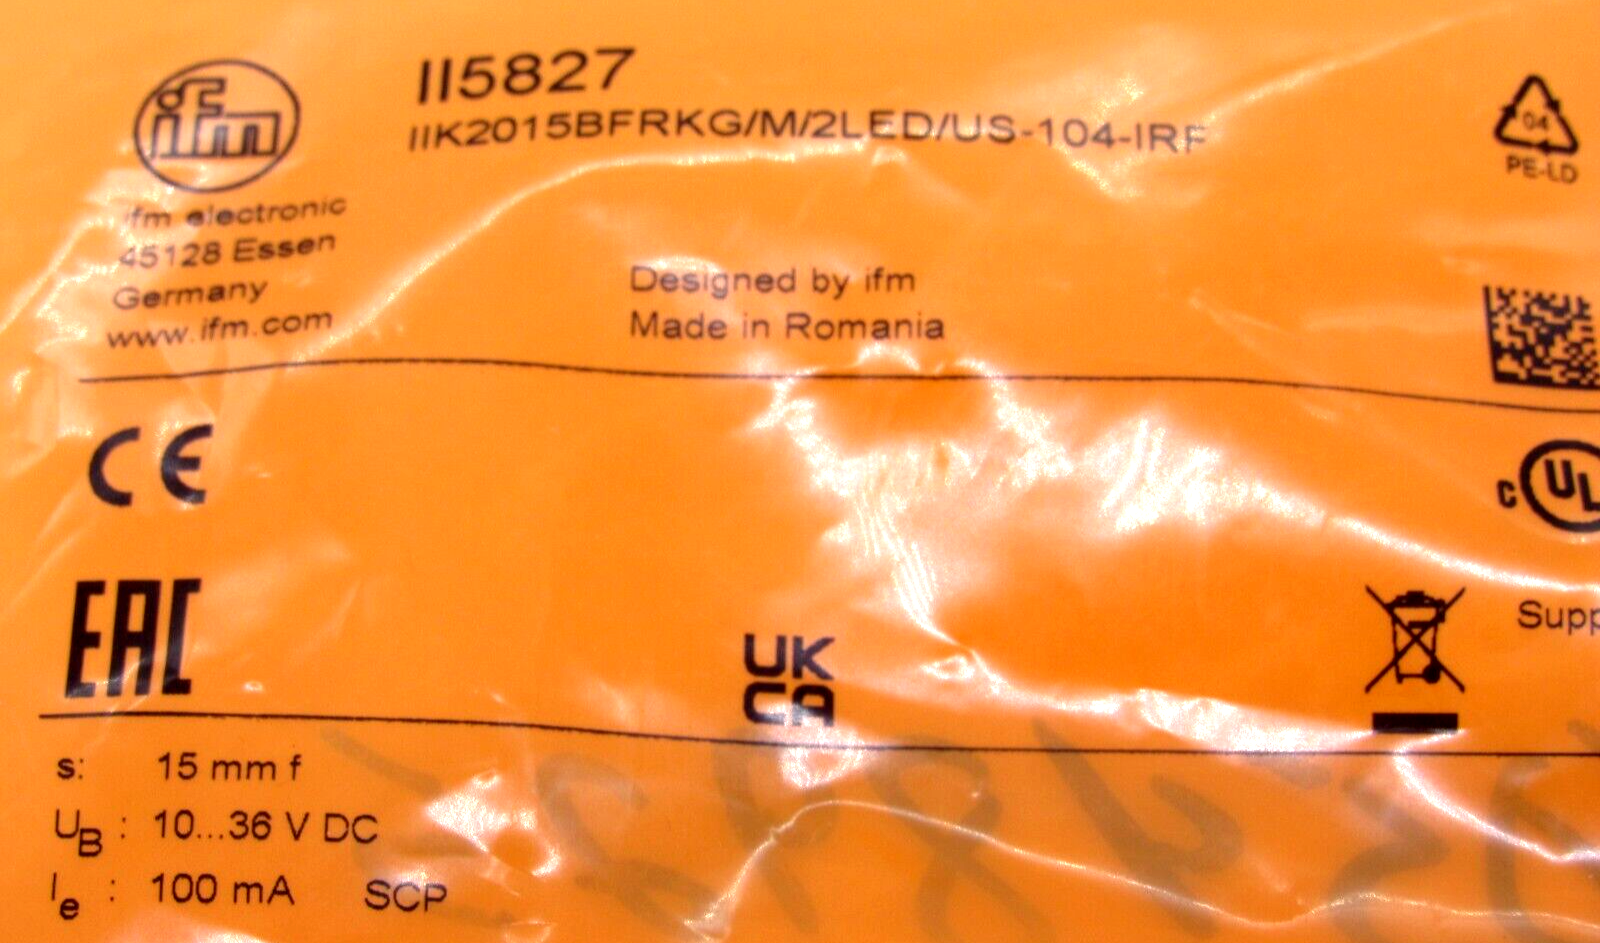 ifm
II5827
IIK2015BFRKG/M/2LED/US-104-IRF
04
PE-LD
ifm electronic
45128 Essen
Germany
www.ifm.com
Designed by ifm
Made in Romania
CE
c UL
EAC
UK
CA
Supp
s: 15 mm f
UB : 10...36 V DC
Ie : 100 mA SCP